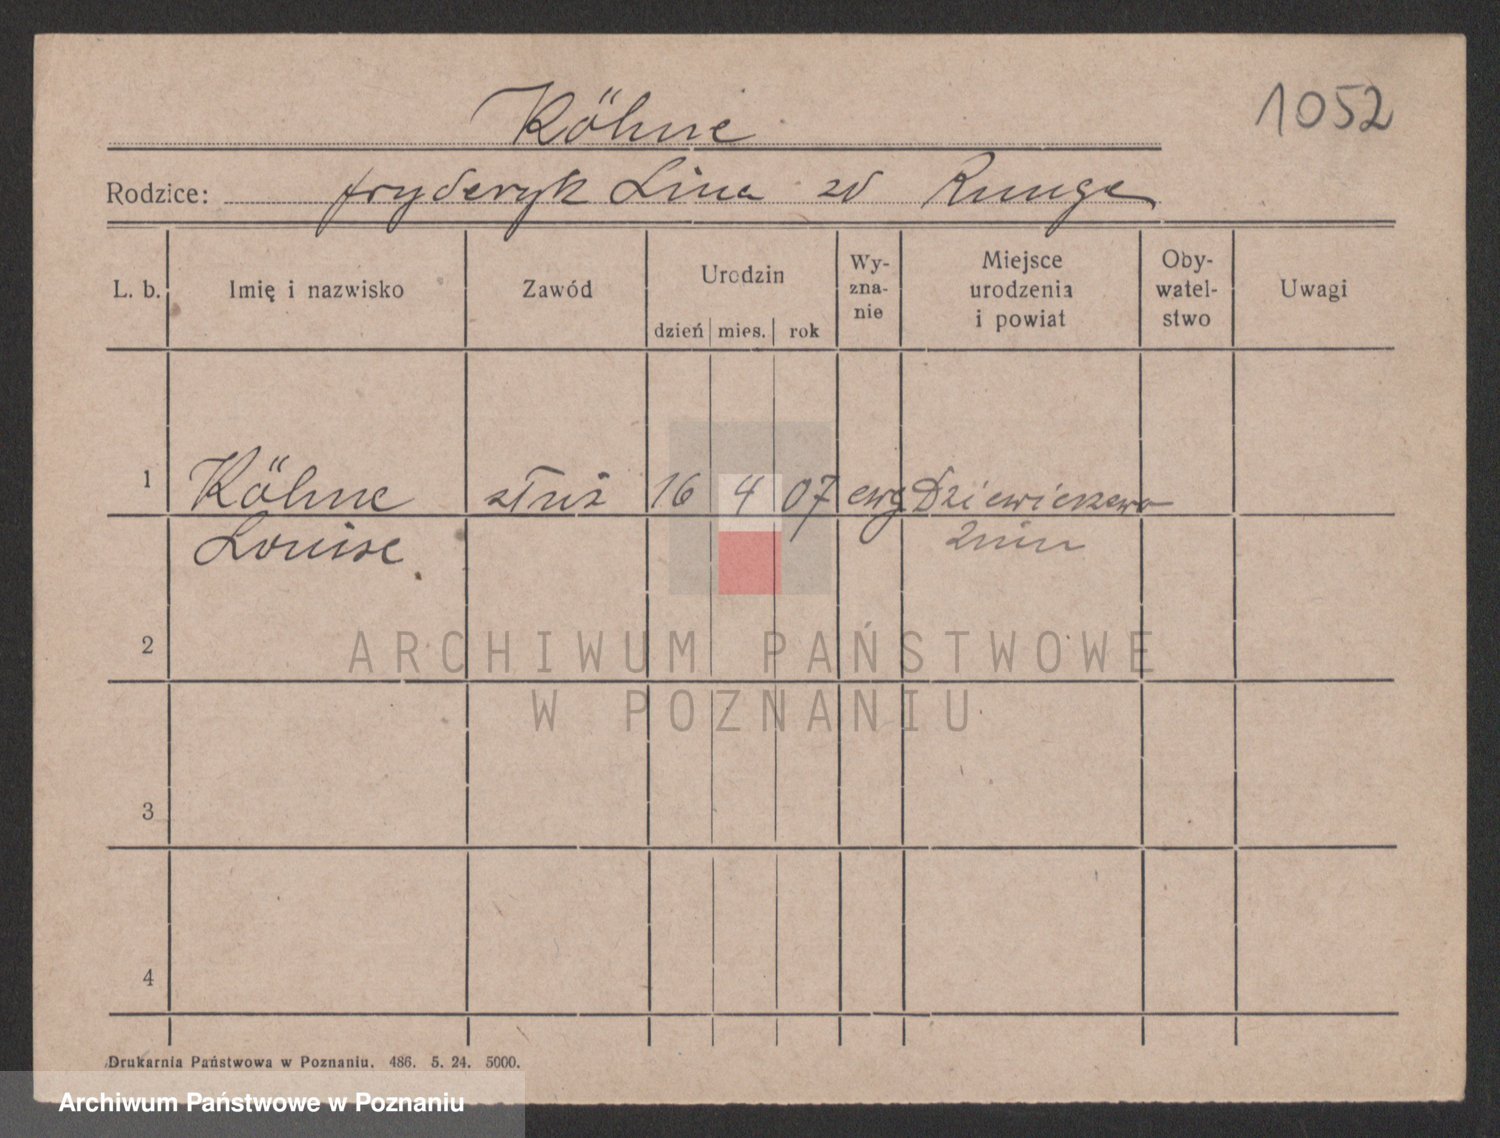 1052
Köhne
Rodzice: fryderyk Lina zd Runge
L. b. Imię i nazwisko Zawód Urodzin dzień mies. rok Wy-zna-nie Miejsce urodzenia i powiat Oby-watel-stwo Uwagi
1 Köhne służ 16 4 07 ewg
Louise Żnin
2
ARCHIWUM PAŃSTWOWE
W POZNANIU
3
4
Drukarnia Państwowa w Poznaniu. 486. 5. 24. 5000.
Archiwum Państwowe w Poznaniu